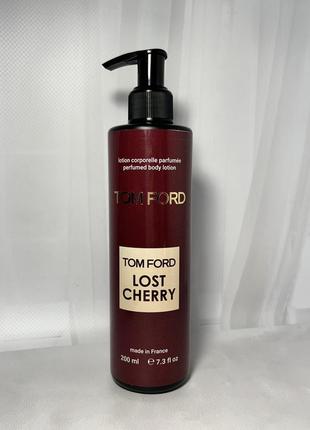 lotion corporelle parfumée
perfumed body lotion
TOM FORD
TOM FORD
LOST
CHERRY
made in France
200 ml ℮ 7.3 fl oz